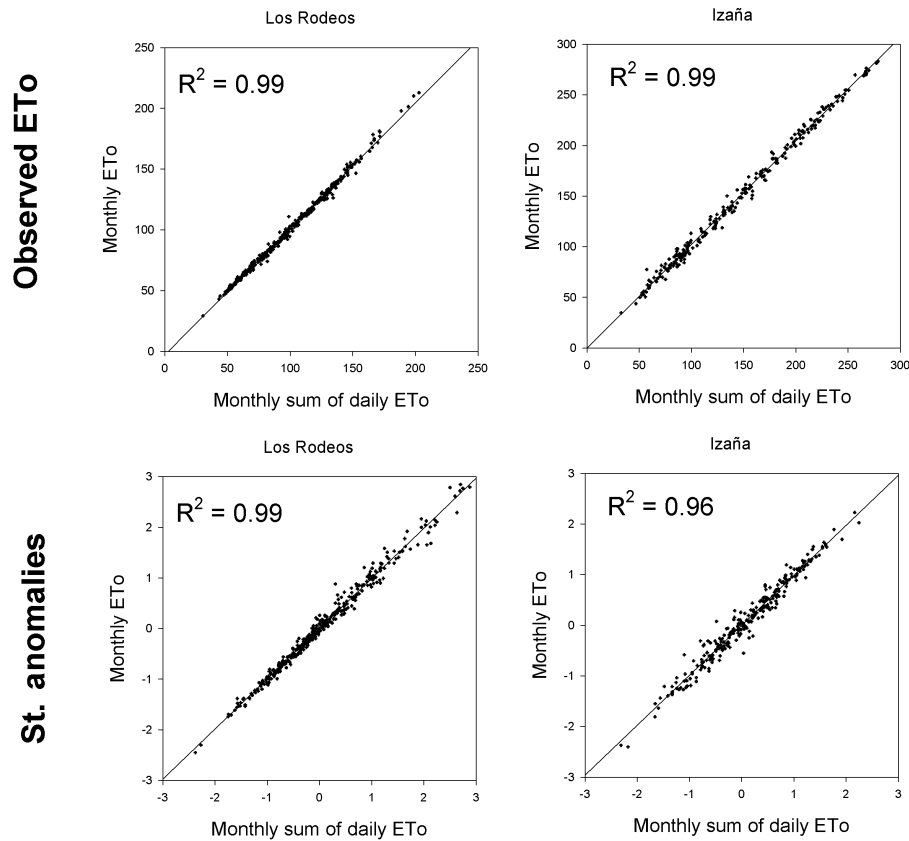 Los Rodeos
Izaña
Observed ETo
Monthly ETo
250
200
150
100
50
0
R² = 0.99
0 50 100 150 200 250
Monthly sum of daily ETo
Monthly ETo
300
250
200
150
100
50
0
R² = 0.99
0 50 100 150 200 250 300
Monthly sum of daily ETo
Los Rodeos
Izaña
St. anomalies
Monthly ETo
3
2
1
0
-1
-2
-3
R² = 0.99
-3 -2 -1 0 1 2 3
Monthly sum of daily ETo
Monthly ETo
3
2
1
0
-1
-2
-3
R² = 0.96
-3 -2 -1 0 1 2 3
Monthly sum of daily ETo